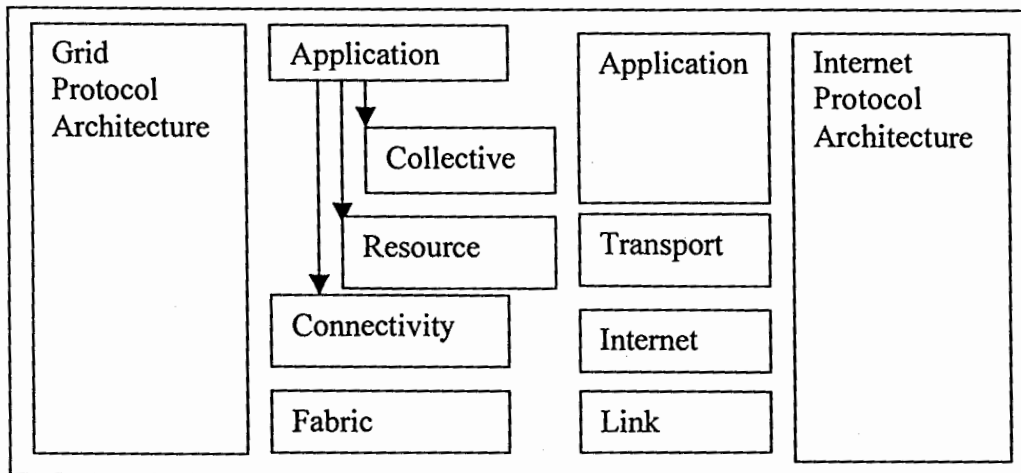 Grid
Protocol
Architecture
Application
Collective
Resource
Connectivity
Fabric
Application
Transport
Internet
Link
Internet
Protocol
Architecture